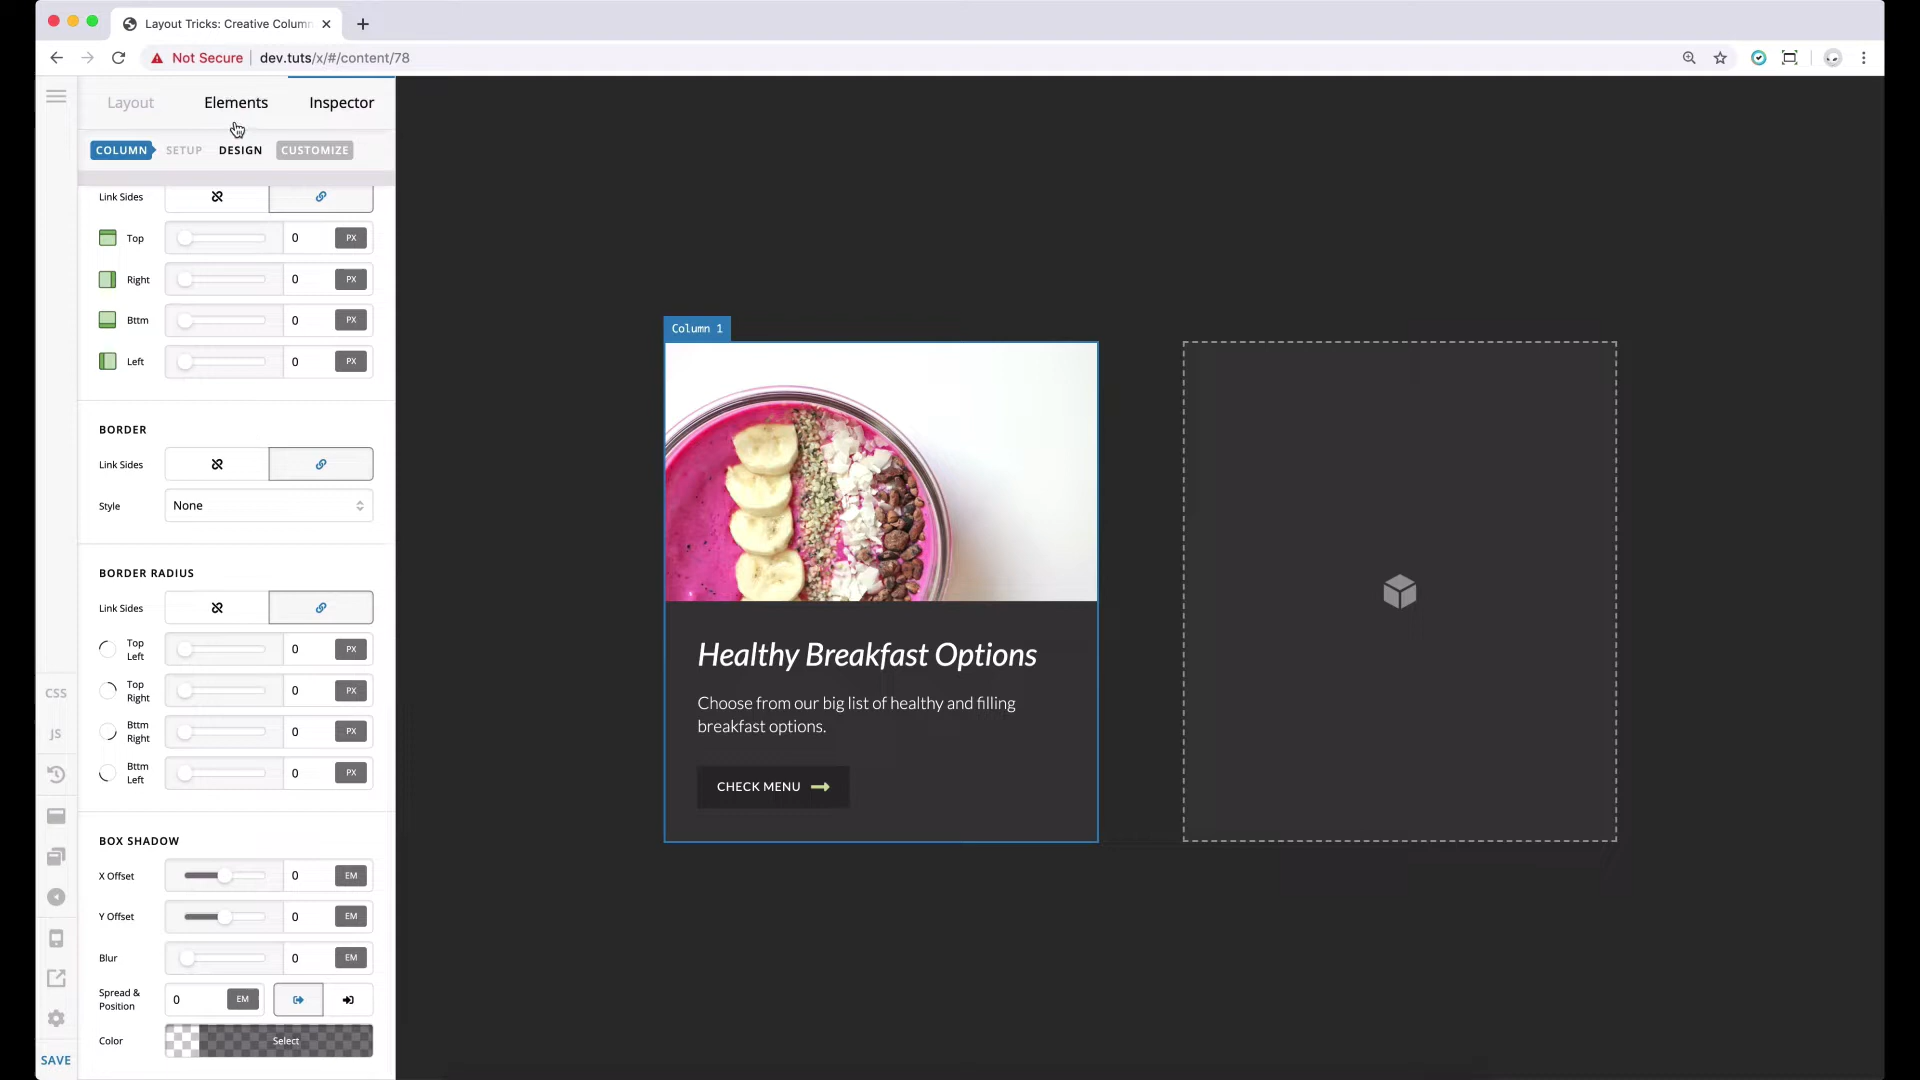 Layout Tricks: Creative Column
Not Secure
dev.tuts/x/#/content/78
Layout
Elements
Inspector
COLUMN
SETUP
DESIGN
CUSTOMIZE
Link Sides
Top
0
PX
Right
0
PX
Bttm
0
PX
Left
0
PX
BORDER
Link Sides
Style
None
BORDER RADIUS
Link Sides
Top
Left
0
PX
Top
Right
0
PX
Bttm
Right
0
PX
Bttm
Left
0
PX
BOX SHADOW
X Offset
0
EM
Y Offset
0
EM
Blur
0
EM
Spread &
Position
0
EM
Color
Select
CSS
JS
SAVE
Column 1
Healthy Breakfast Options
Choose from our big list of healthy and filling
breakfast options.
CHECK MENU